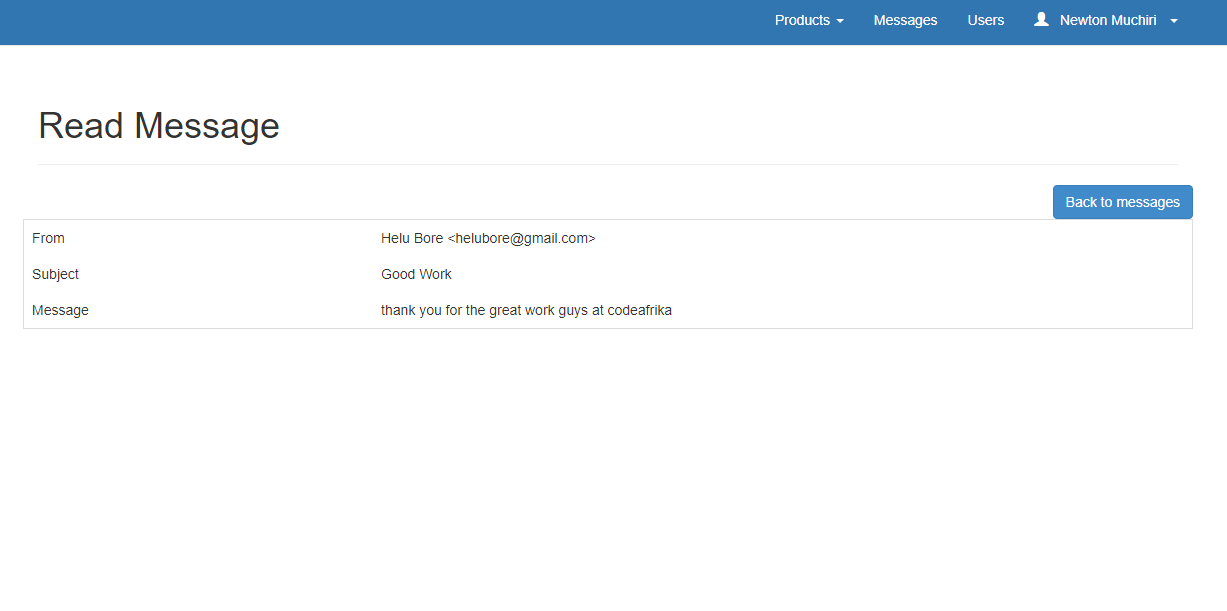 Products Messages Users Newton Muchiri
Read Message
Back to messages
From Helu Bore <helubore@gmail.com>
Subject Good Work
Message thank you for the great work guys at codeafrika